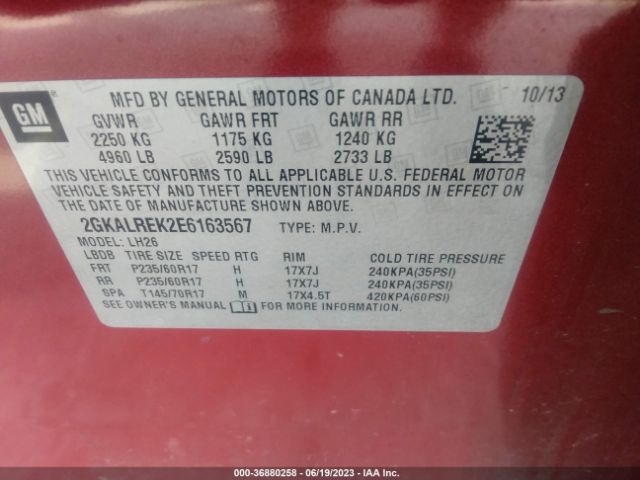 GM
MFD BY GENERAL MOTORS OF CANADA LTD. 10/13
GVWR GAWR FRT GAWR RR
2250 KG 1175 KG 1240 KG
4960 LB 2590 LB 2733 LB
THIS VEHICLE CONFORMS TO ALL APPLICABLE U.S. FEDERAL MOTOR
VEHICLE SAFETY AND THEFT PREVENTION STANDARDS IN EFFECT ON
THE DATE OF MANUFACTURE SHOWN ABOVE.
2GKALREK2E6163567 TYPE: M.P.V.
MODEL: LH26
LBDB TIRE SIZE SPEED RTG RIM COLD TIRE PRESSURE
FRT P235/60R17 H 17X7J 240KPA(35PSI)
RR P235/60R17 H 17X7J 240KPA(35PSI)
SPA T145/70R17 M 17X4.5T 420KPA(60PSI)
SEE OWNER'S MANUAL FOR MORE INFORMATION.
000-36880258 - 06/19/2023 - IAA Inc.